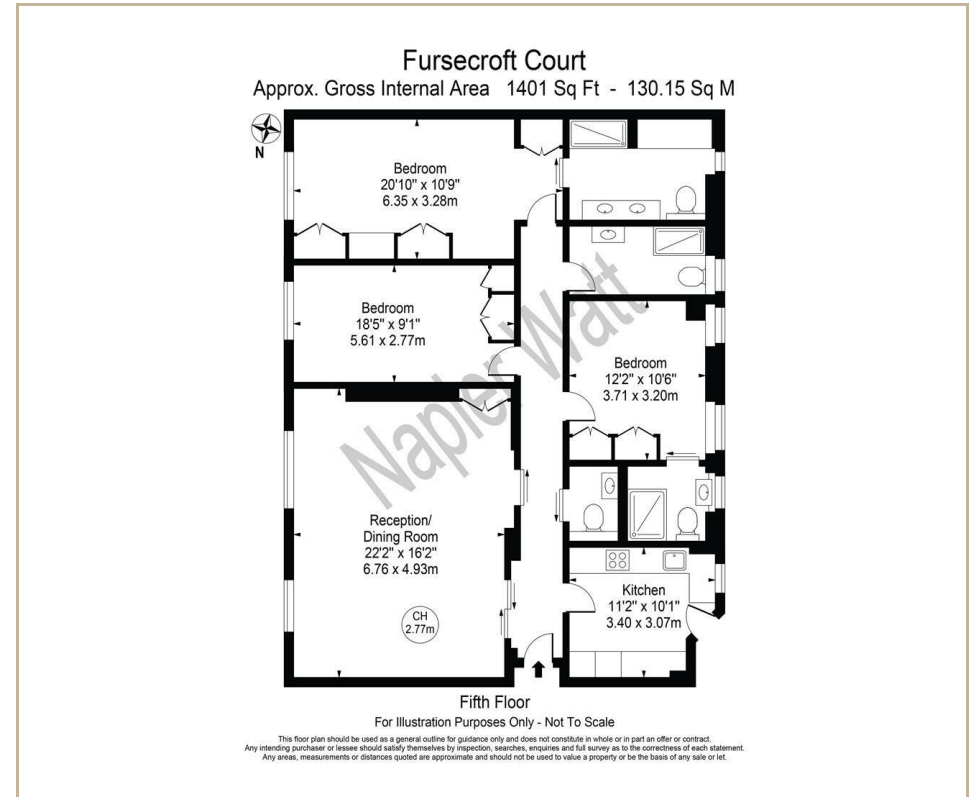 Fursecroft Court
Approx. Gross Internal Area 1401 Sq Ft - 130.15 Sq M
N
Bedroom
20'10" x 10'9"
6.35 x 3.28m
Bedroom
18'5" x 9'1"
5.61 x 2.77m
Bedroom
12'2" x 10'6"
3.71 x 3.20m
Napier Watt
Reception/
Dining Room
22'2" x 16'2"
6.76 x 4.93m
CH
2.77m
Kitchen
11'2" x 10'1"
3.40 x 3.07m
Fifth Floor
For Illustration Purposes Only - Not To Scale
This floor plan should be used as a general outline for guidance only and does not constitute in whole or in part an offer or contract.
Any intending purchaser or lessee should satisfy themselves by inspection, searches, enquiries and full survey as to the correctness of each statement.
Any areas, measurements or distances quoted are approximate and should not be used to value a property or be the basis of any sale or let.